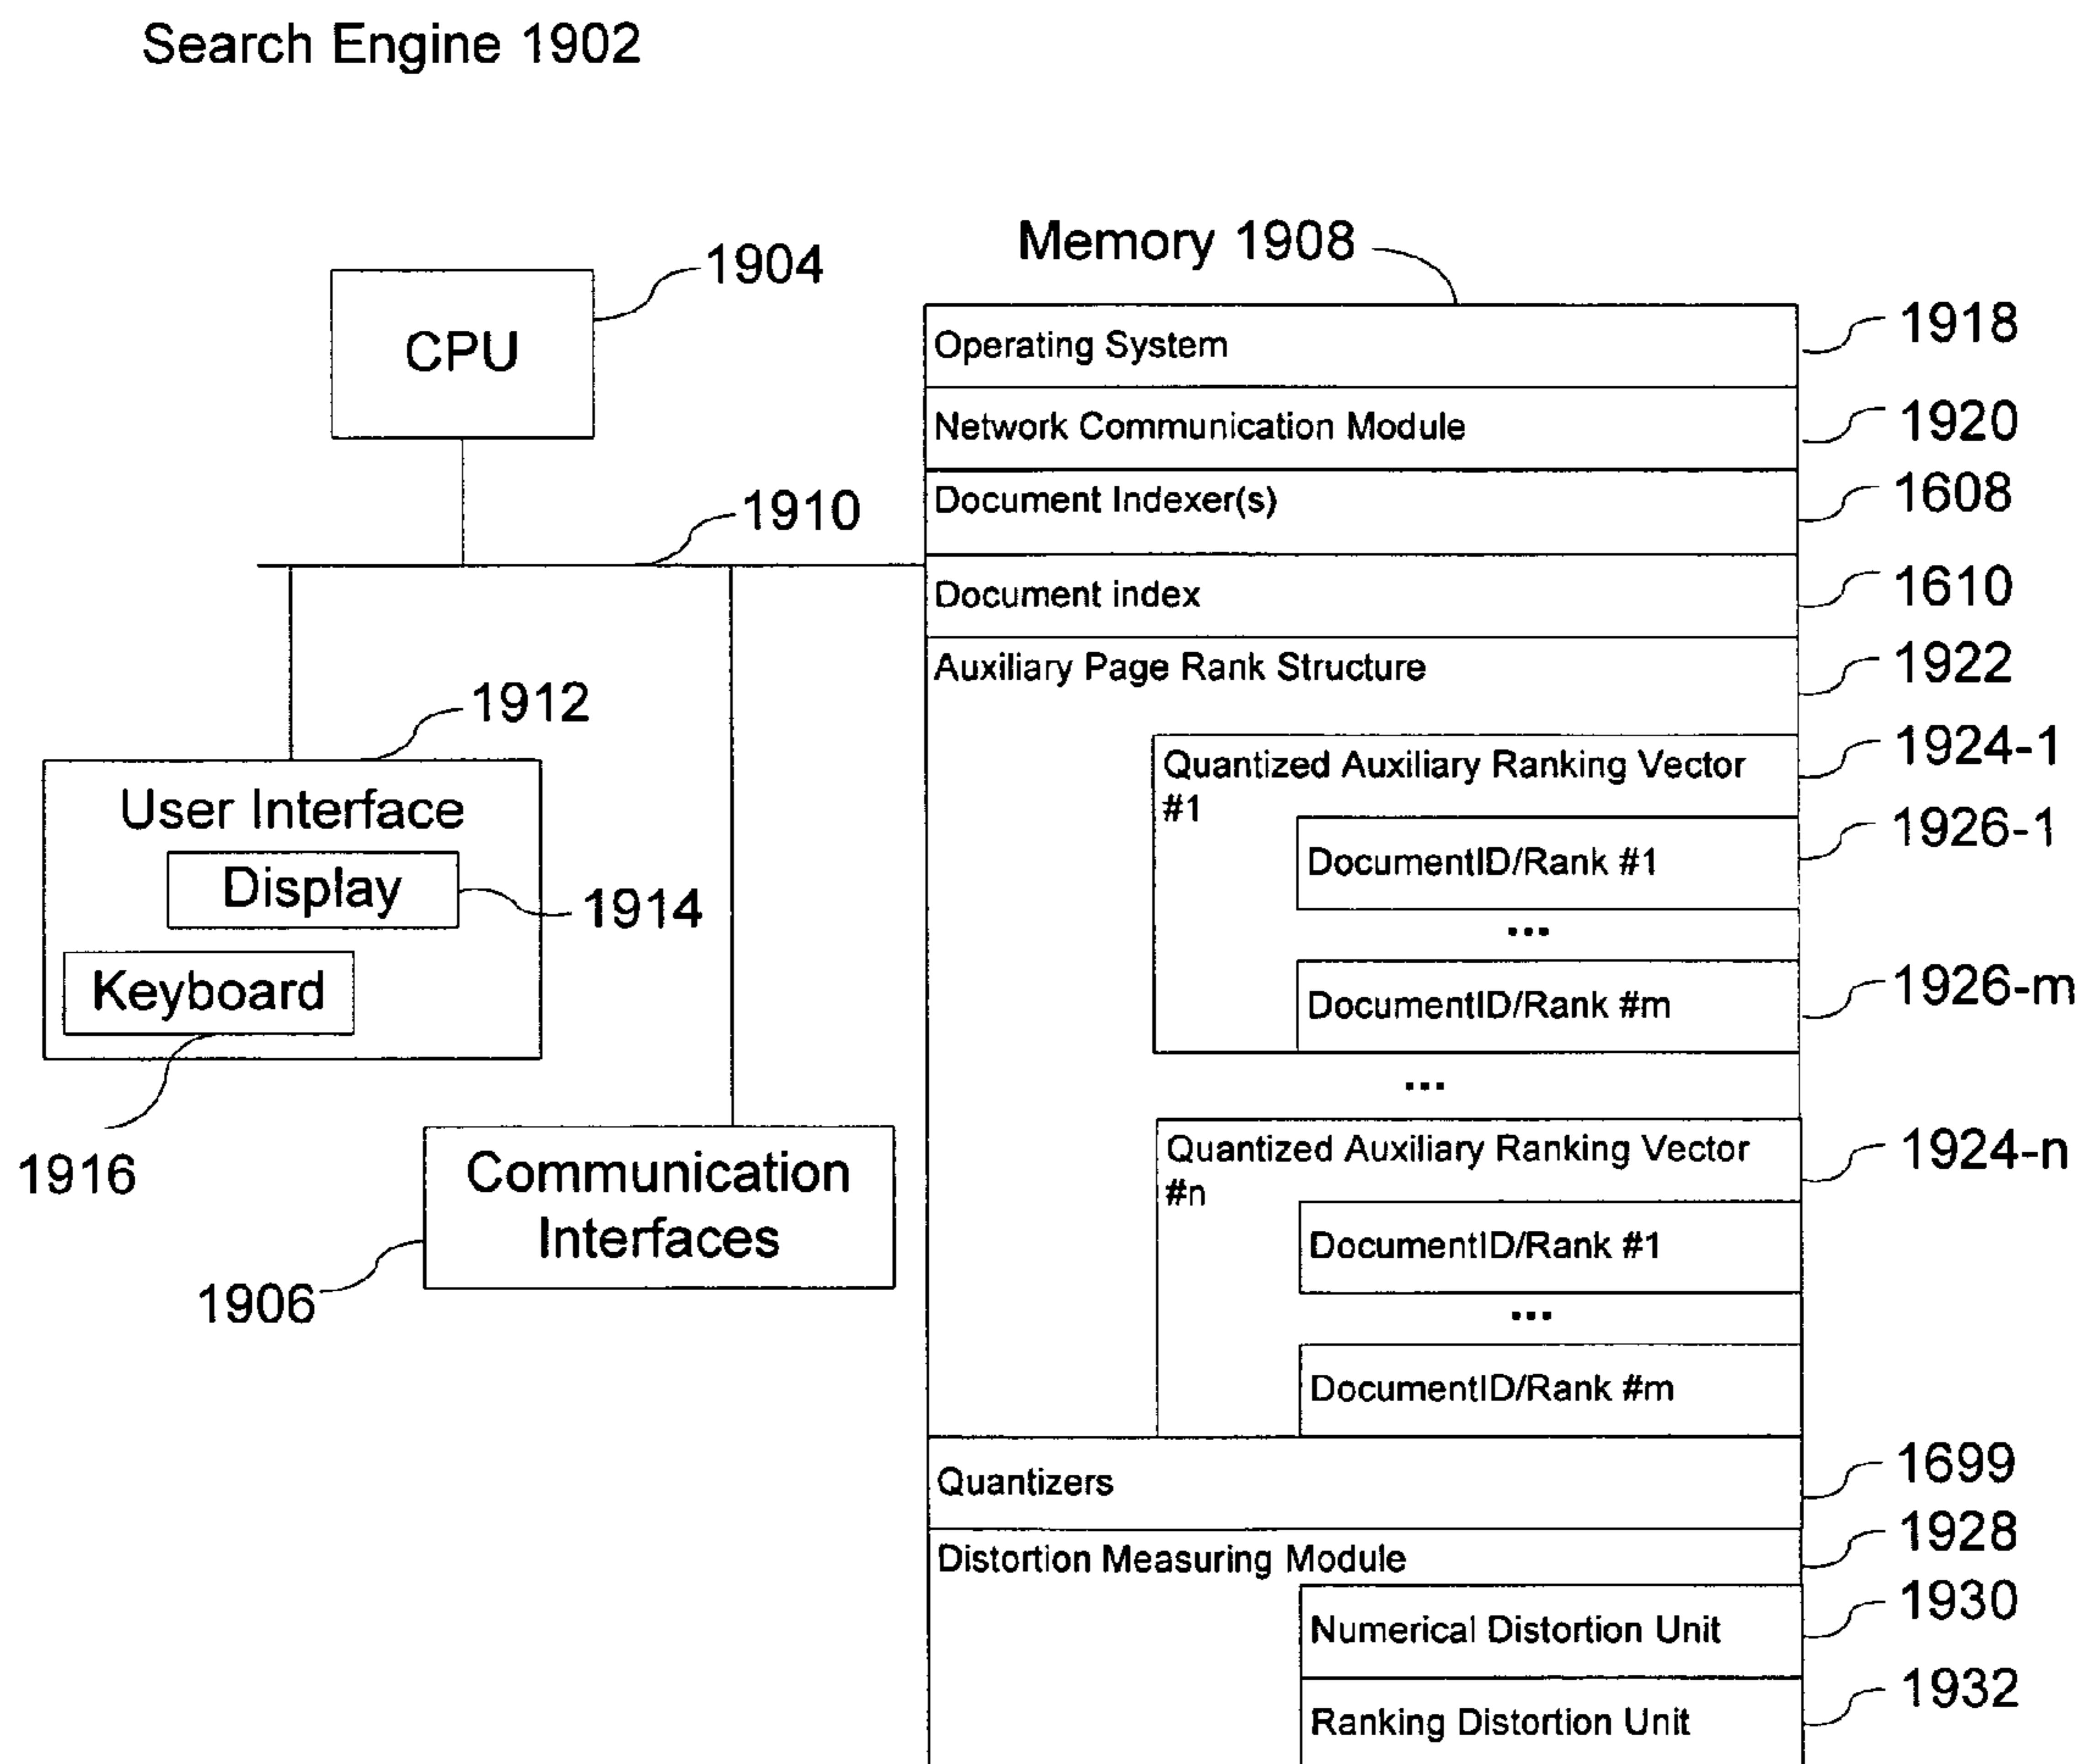 Search Engine 1902
Memory 1908
CPU
1904
1910
1912
User Interface
Display
1914
Keyboard
1916
Communication
Interfaces
1906
Operating System
1918
Network Communication Module
1920
Document Indexer(s)
1608
Document index
1610
Auxiliary Page Rank Structure
1922
Quantized Auxiliary Ranking Vector
#1
1924-1
DocumentID/Rank #1
1926-1
...
DocumentID/Rank #m
1926-m
...
Quantized Auxiliary Ranking Vector
#n
1924-n
DocumentID/Rank #1
...
DocumentID/Rank #m
Quantizers
1699
Distortion Measuring Module
1928
Numerical Distortion Unit
1930
Ranking Distortion Unit
1932